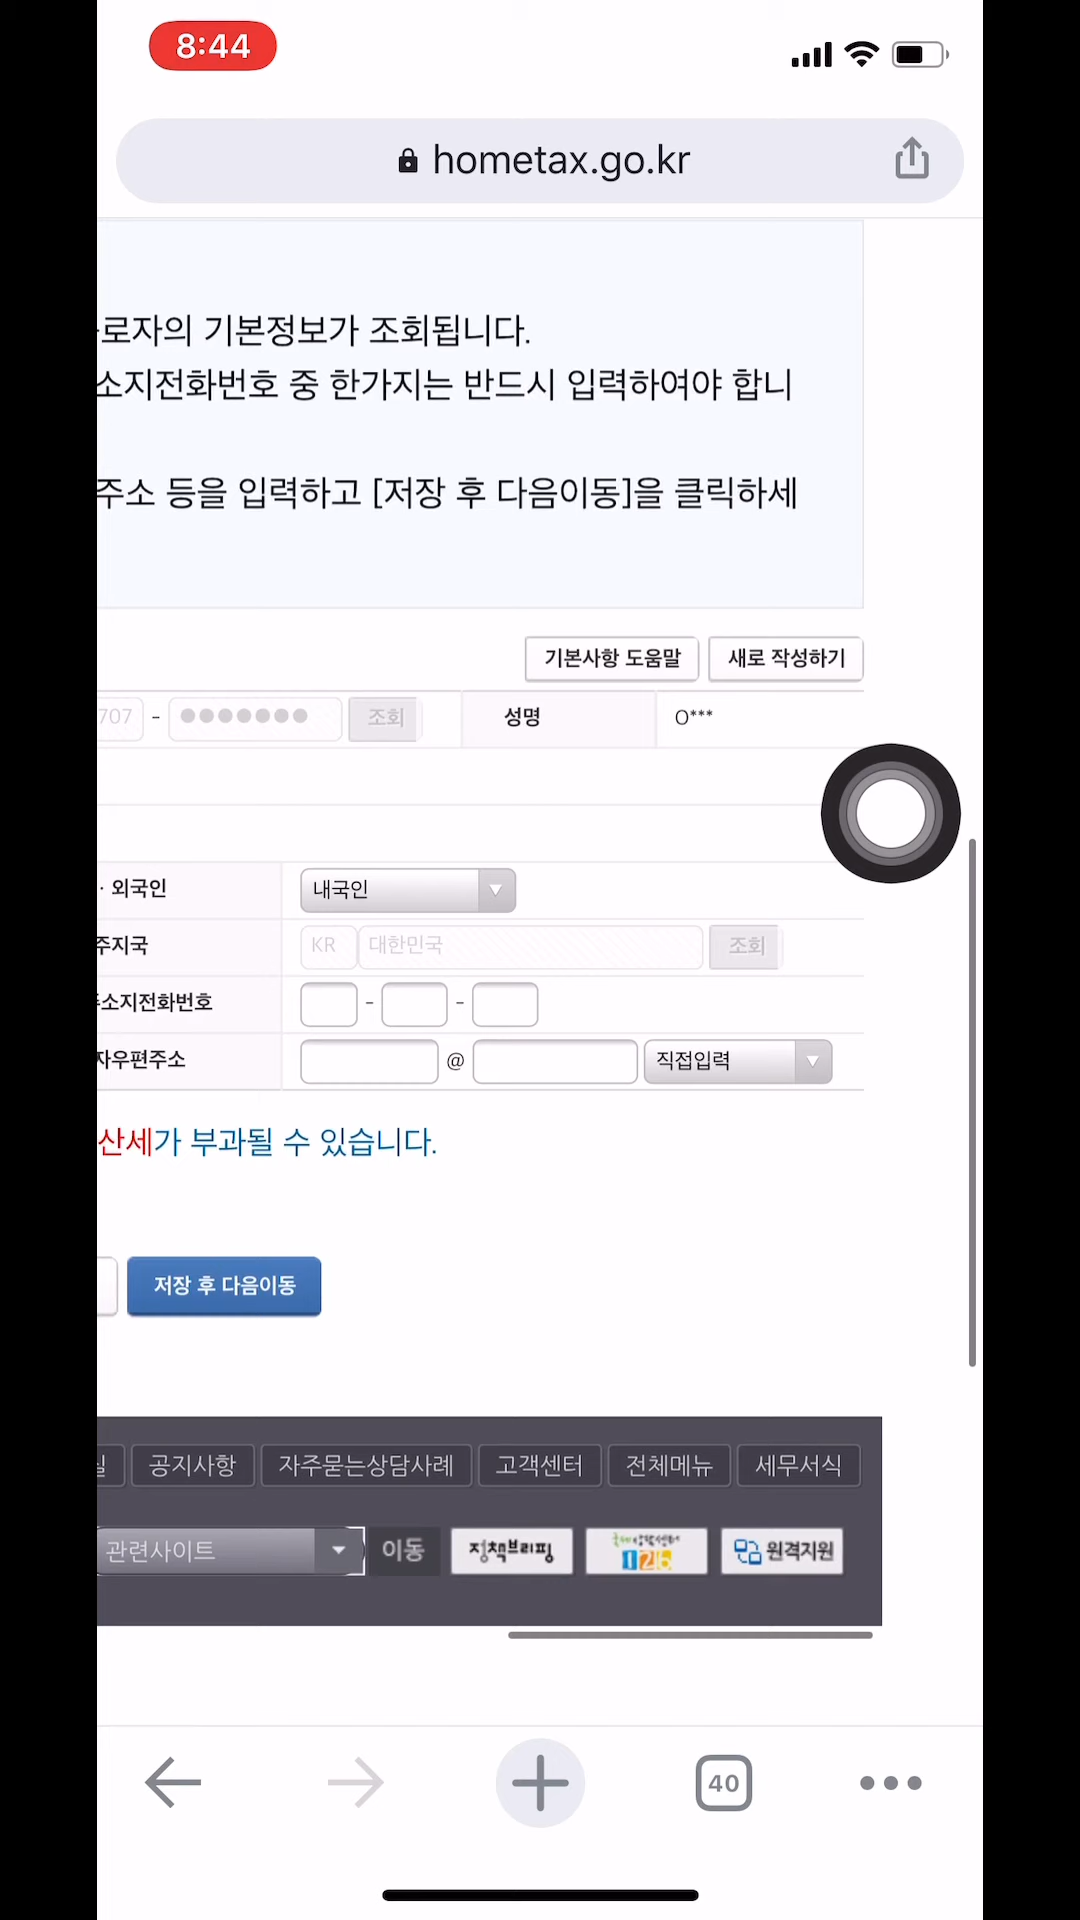 8:44
hometax.go.kr
로자의 기본정보가 조회됩니다.
소지전화번호 중 한가지는 반드시 입력하여야 합니
주소 등을 입력하고 [저장 후 다음이동]을 클릭하세
기본사항 도움말 새로 작성하기
707 - ●●●●●●● 조회 성명 O***
· 외국인 내국인
주지국 KR 대한민국 조회
소지전화번호 - -
자우편주소 @ 직접입력
산세가 부과될 수 있습니다.
저장 후 다음이동
공지사항 자주묻는상담사례 고객센터 전체메뉴 세무서식
관련사이트 이동 정책브리핑 국세상담센터 126 원격지원
40